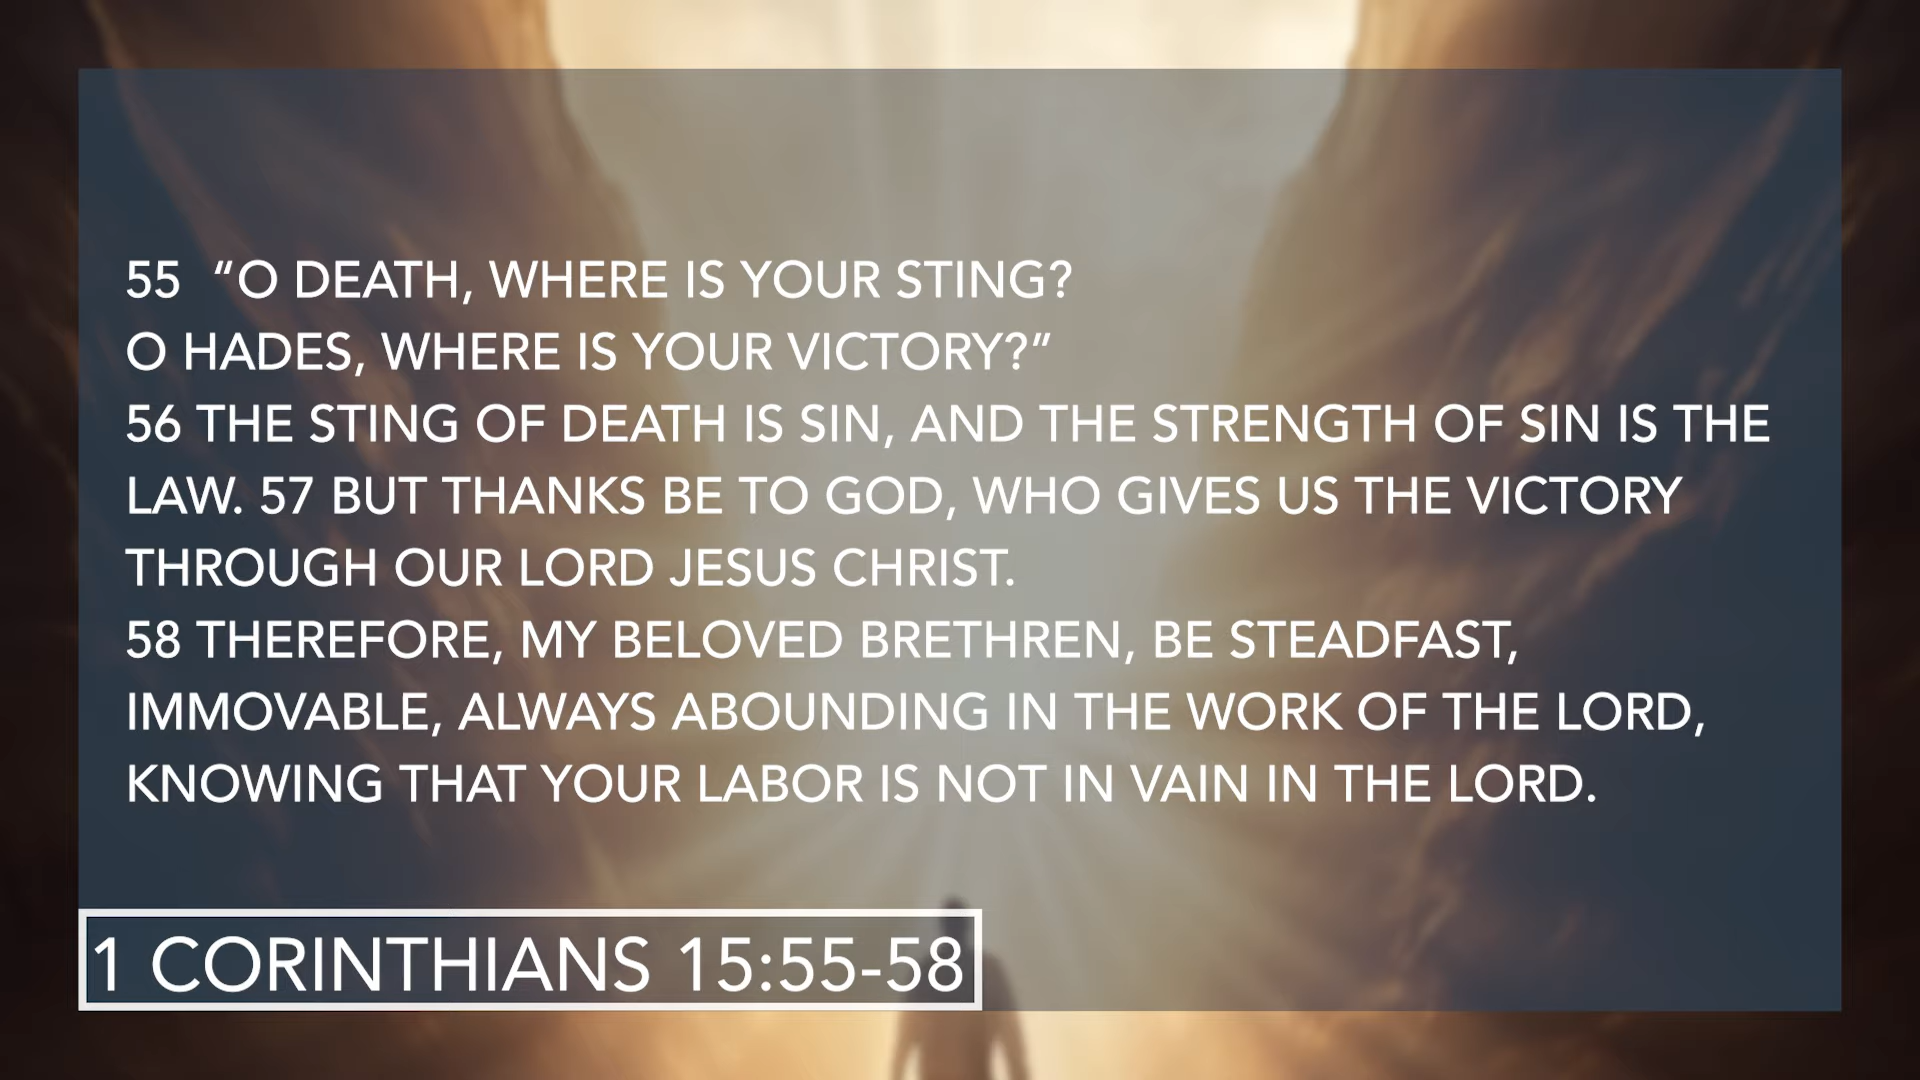 55 “O DEATH, WHERE IS YOUR STING?
O HADES, WHERE IS YOUR VICTORY?”
56 THE STING OF DEATH IS SIN, AND THE STRENGTH OF SIN IS THE
LAW. 57 BUT THANKS BE TO GOD, WHO GIVES US THE VICTORY
THROUGH OUR LORD JESUS CHRIST.
58 THEREFORE, MY BELOVED BRETHREN, BE STEADFAST,
IMMOVABLE, ALWAYS ABOUNDING IN THE WORK OF THE LORD,
KNOWING THAT YOUR LABOR IS NOT IN VAIN IN THE LORD.
1 CORINTHIANS 15:55-58